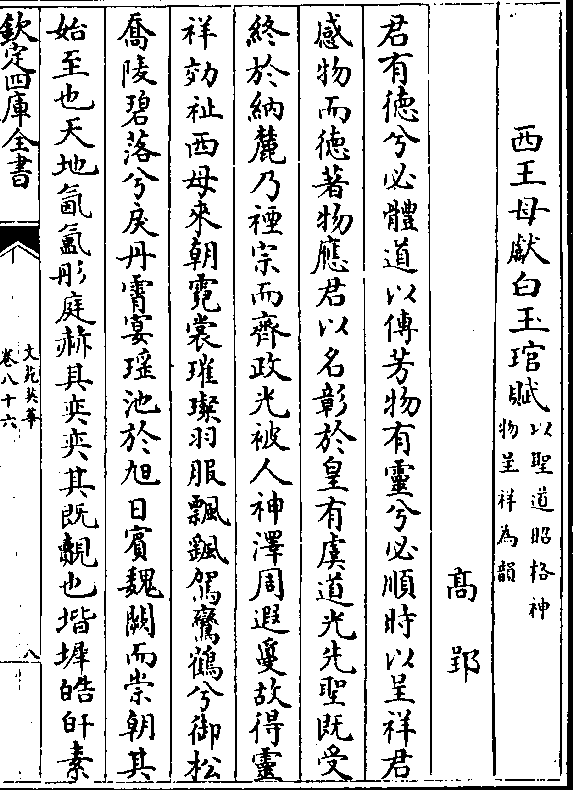 西王母獻白玉琯賦以聖道昭格神物呈祥為韻
高郢
君有德兮必體道以傳芳物有靈兮必順時以呈祥君
感物而德著物應君以名彰於皇有虞道光先聖既受
終於納麓乃禋宗而齊政光被人神澤周遐夐故得靈
祥効祉西母來朝霓裳璀璨羽服飄飖駕鸞鶴兮御松
喬陵碧落兮戾丹霄宴瑶池於旭日賓魏闕而崇朝其
始至也天地氤氲彤庭赫其奕奕其既覿也堦墀皓皏素
欽定四庫全書
文苑英華
卷八十六
八